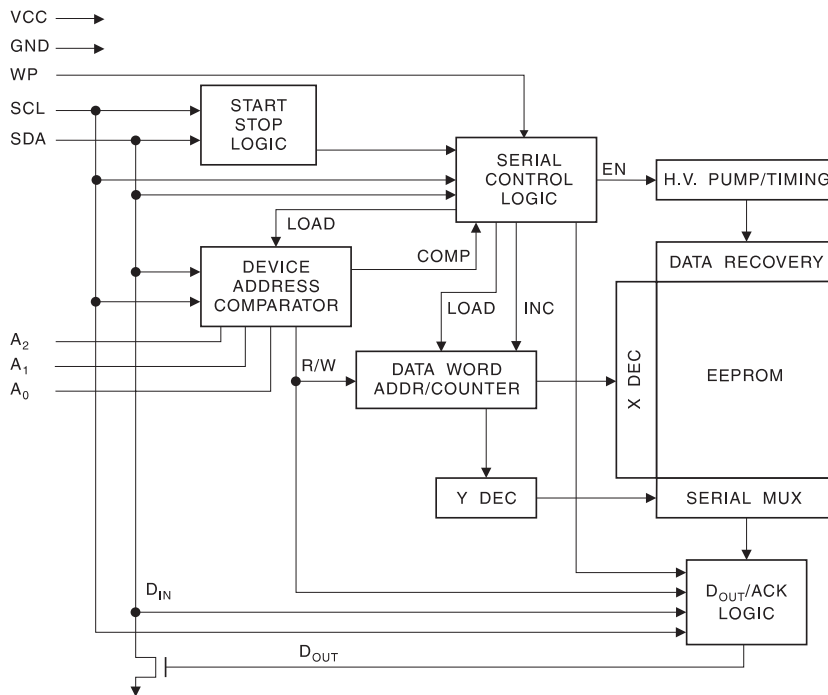 VCC
GND
WP
SCL
SDA
START
STOP
LOGIC
SERIAL
CONTROL
LOGIC
EN
H.V. PUMP/TIMING
LOAD
COMP
DEVICE
ADDRESS
COMPARATOR
DATA RECOVERY
LOAD
INC
A2
A1
A0
R/W
DATA WORD
ADDR/COUNTER
X DEC
EEPROM
Y DEC
SERIAL MUX
DIN
DOUT/ACK
LOGIC
DOUT